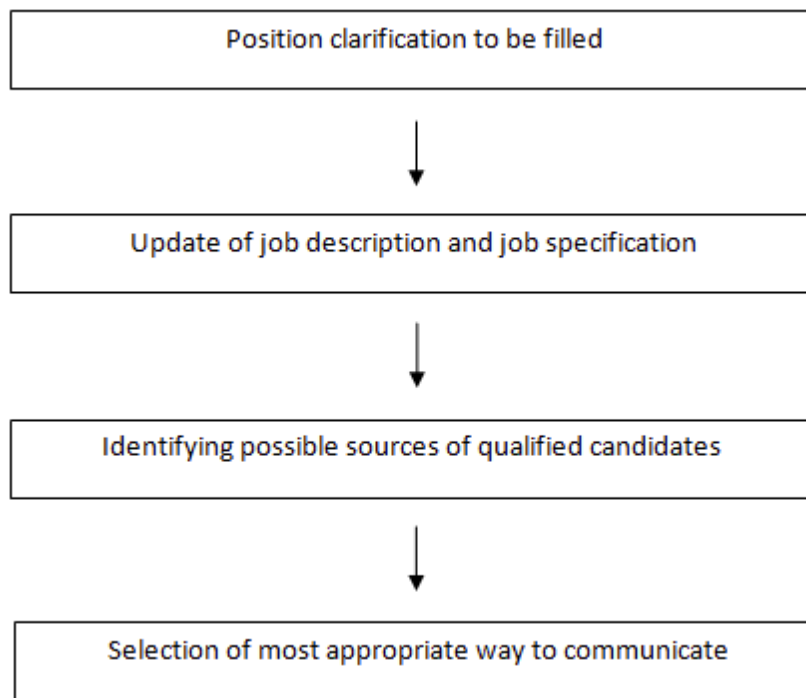 Position clarification to be filled
Update of job description and job specification
Identifying possible sources of qualified candidates
Selection of most appropriate way to communicate